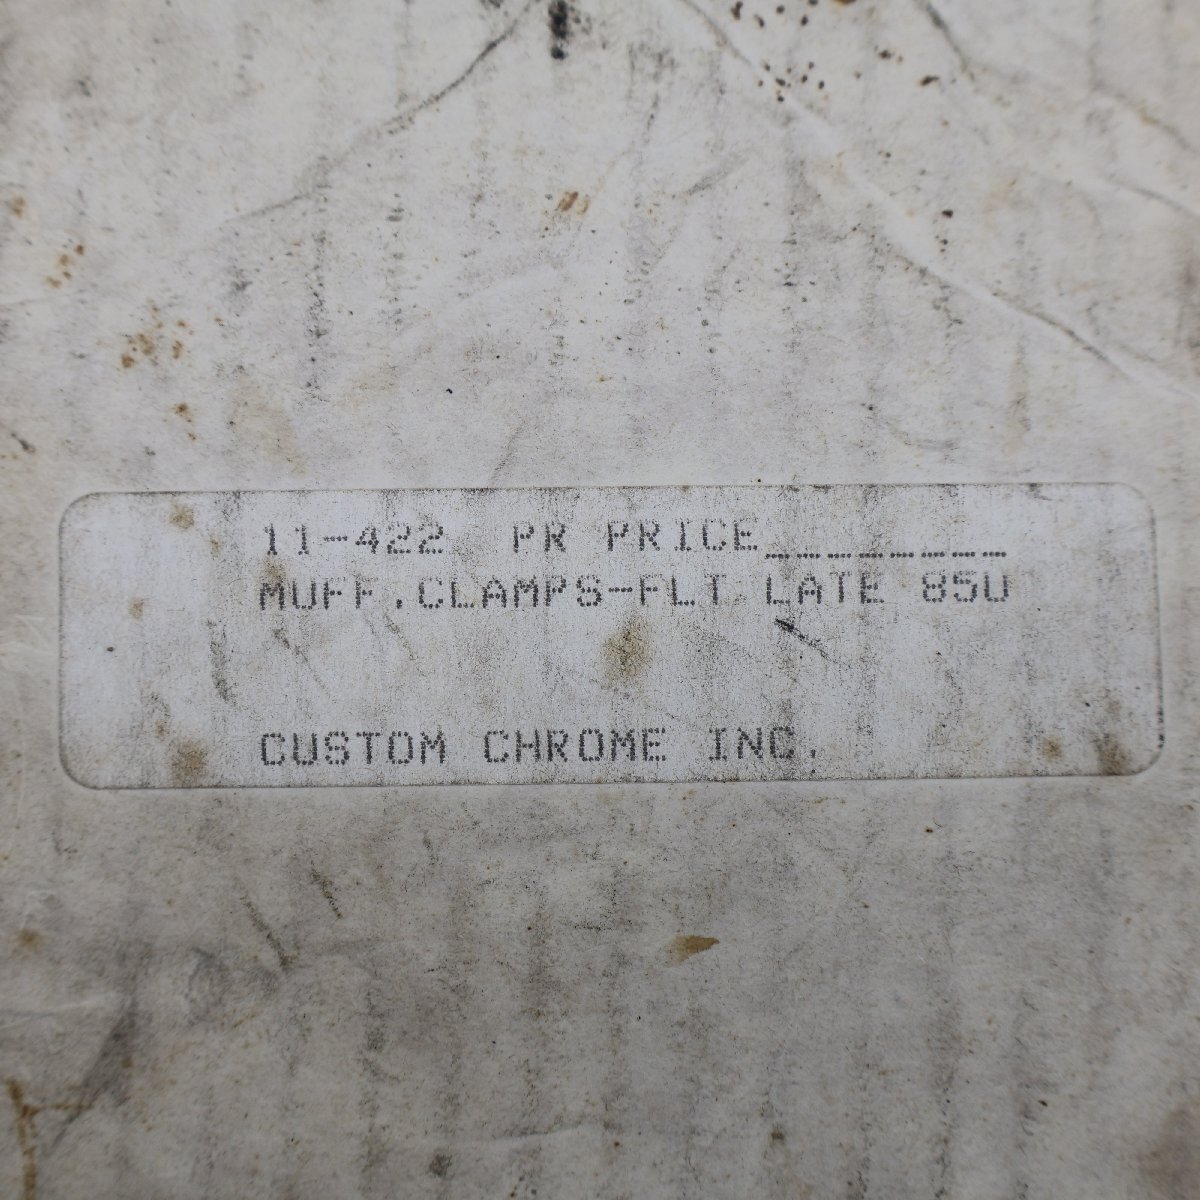 11-422 PR PRICE________
MUFF.CLAMPS-FLT LATE 85U
CUSTOM CHROME INC.